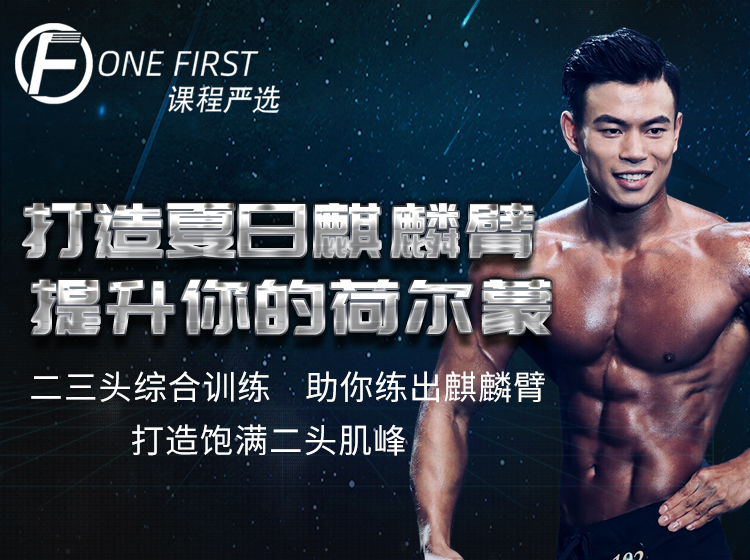 F ONE FIRST
课程严选
打造夏日麒麟臂
提升你的荷尔蒙
二三头综合训练 助你练出麒麟臂
打造饱满二头肌峰